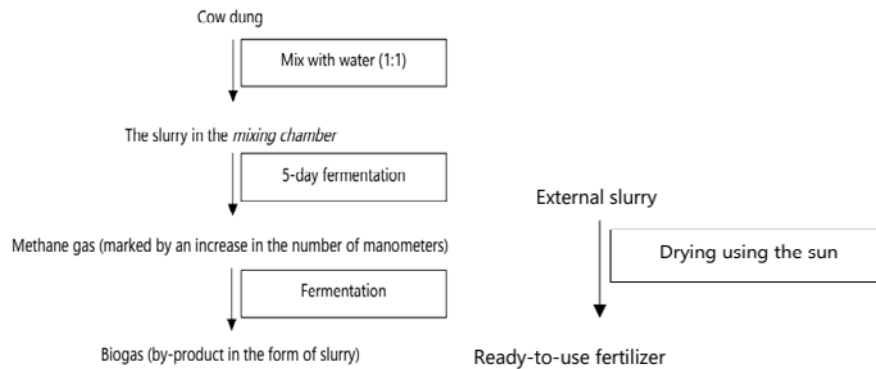 Cow dung
Mix with water (1:1)
The slurry in the mixing chamber
5-day fermentation
Methane gas (marked by an increase in the number of manometers)
Fermentation
Biogas (by-product in the form of slurry)
External slurry
Drying using the sun
Ready-to-use fertilizer